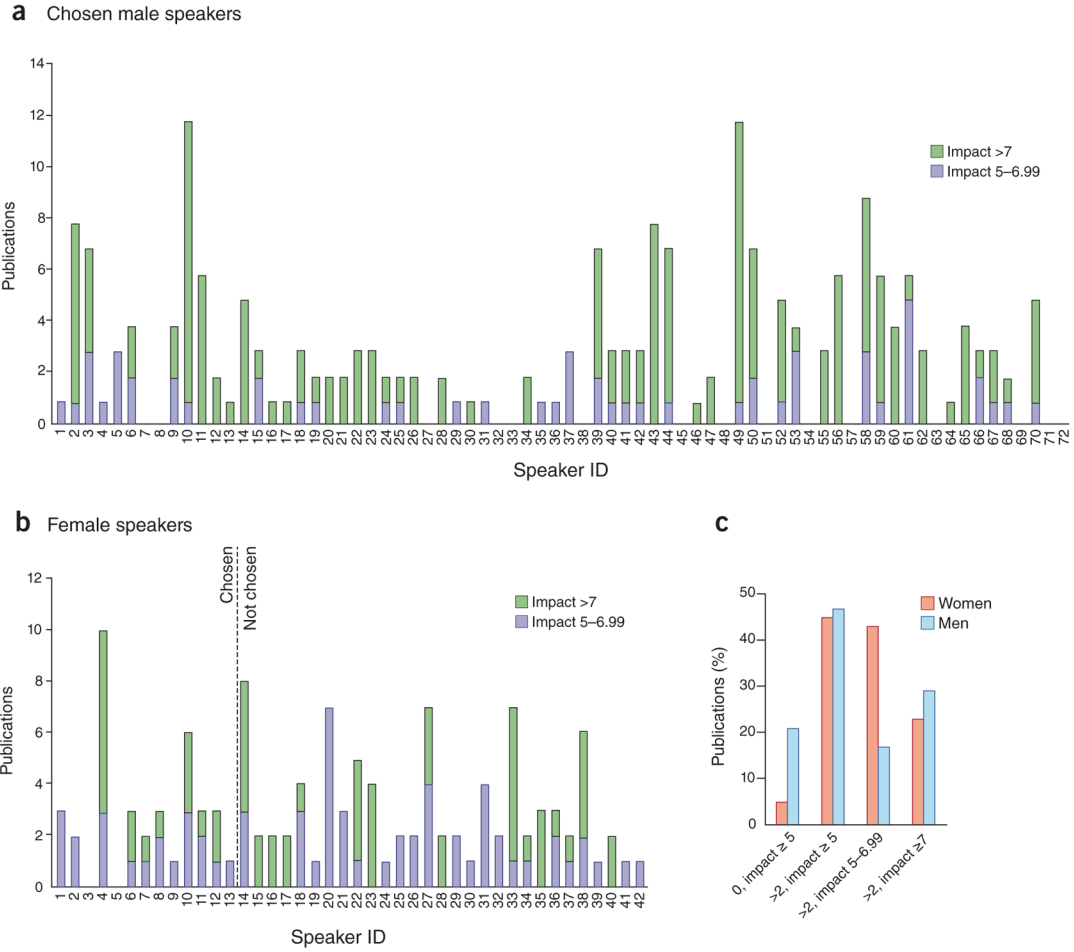 a Chosen male speakers
14
12
10
8
6
4
2
0
Publications
Impact >7
Impact 5–6.99
1 2 3 4 5 6 7 8 9 10 11 12 13 14 15 16 17 18 19 20 21 22 23 24 25 26 27 28 29 30 31 32 33 34 35 36 37 38 39 40 41 42 43 44 45 46 47 48 49 50 51 52 53 54 55 56 57 58 59 60 61 62 63 64 65 66 67 68 69 70 71 72
Speaker ID
b Female speakers
Chosen
Not chosen
12
10
8
6
4
2
0
Publications
Impact >7
Impact 5–6.99
1 2 3 4 5 6 7 8 9 10 11 12 13 14 15 16 17 18 19 20 21 22 23 24 25 26 27 28 29 30 31 32 33 34 35 36 37 38 39 40 41 42
Speaker ID
c
50
40
30
20
10
0
Publications (%)
Women
Men
0, impact ≥ 5
>2, impact ≥ 5
>2, impact 5–6.99
>2, impact ≥7